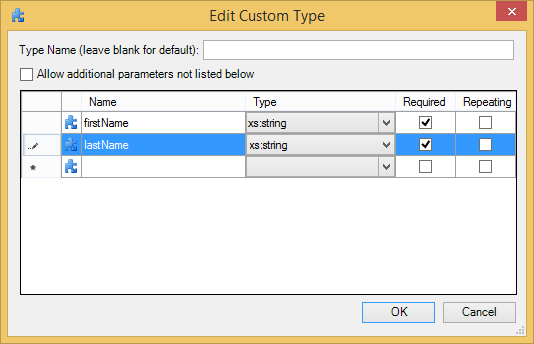 Edit Custom Type
Type Name (leave blank for default):
Allow additional parameters not listed below
Name Type Required Repeating
firstName xs:string
lastName xs:string
OK Cancel